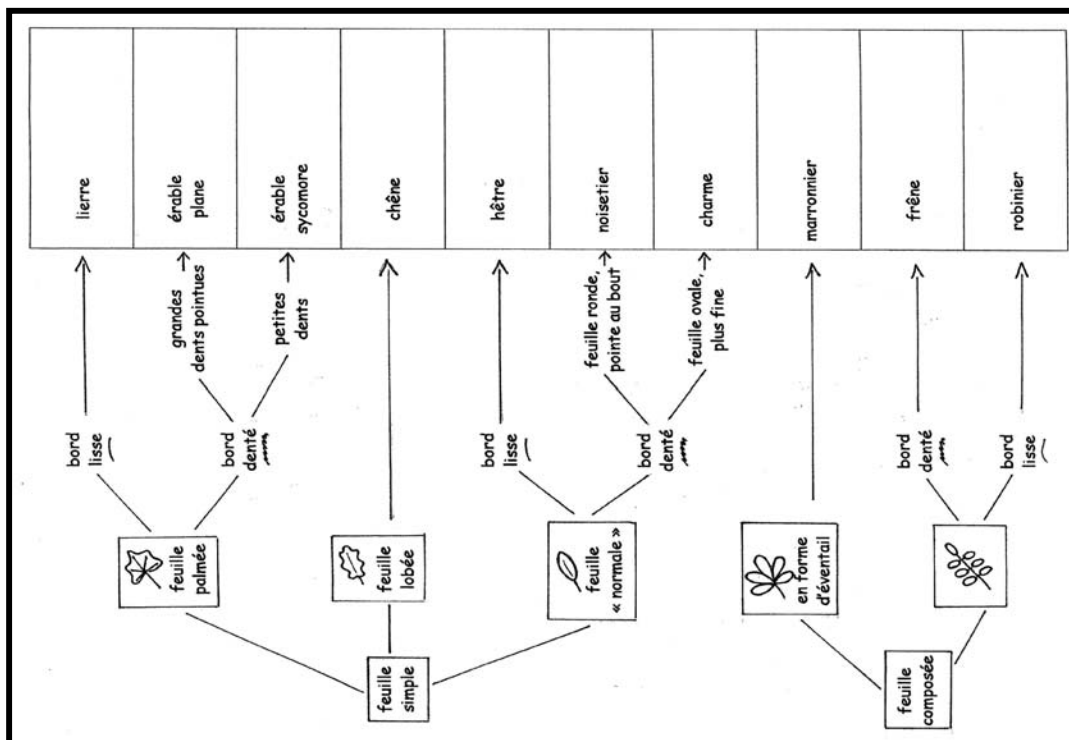 feuille
simple
feuille
composée
feuille
palmée
feuille
lobée
feuille
« normale »
en forme
d'éventail
bord
lisse
bord
denté
bord
lisse
bord
denté
bord
denté
bord
lisse
grandes
dents pointues
petites
dents
feuille ronde,
pointe au bout
feuille ovale,
plus fine
lierre
érable
plane
érable
sycomore
chêne
hêtre
noisetier
charme
marronnier
frêne
robinier